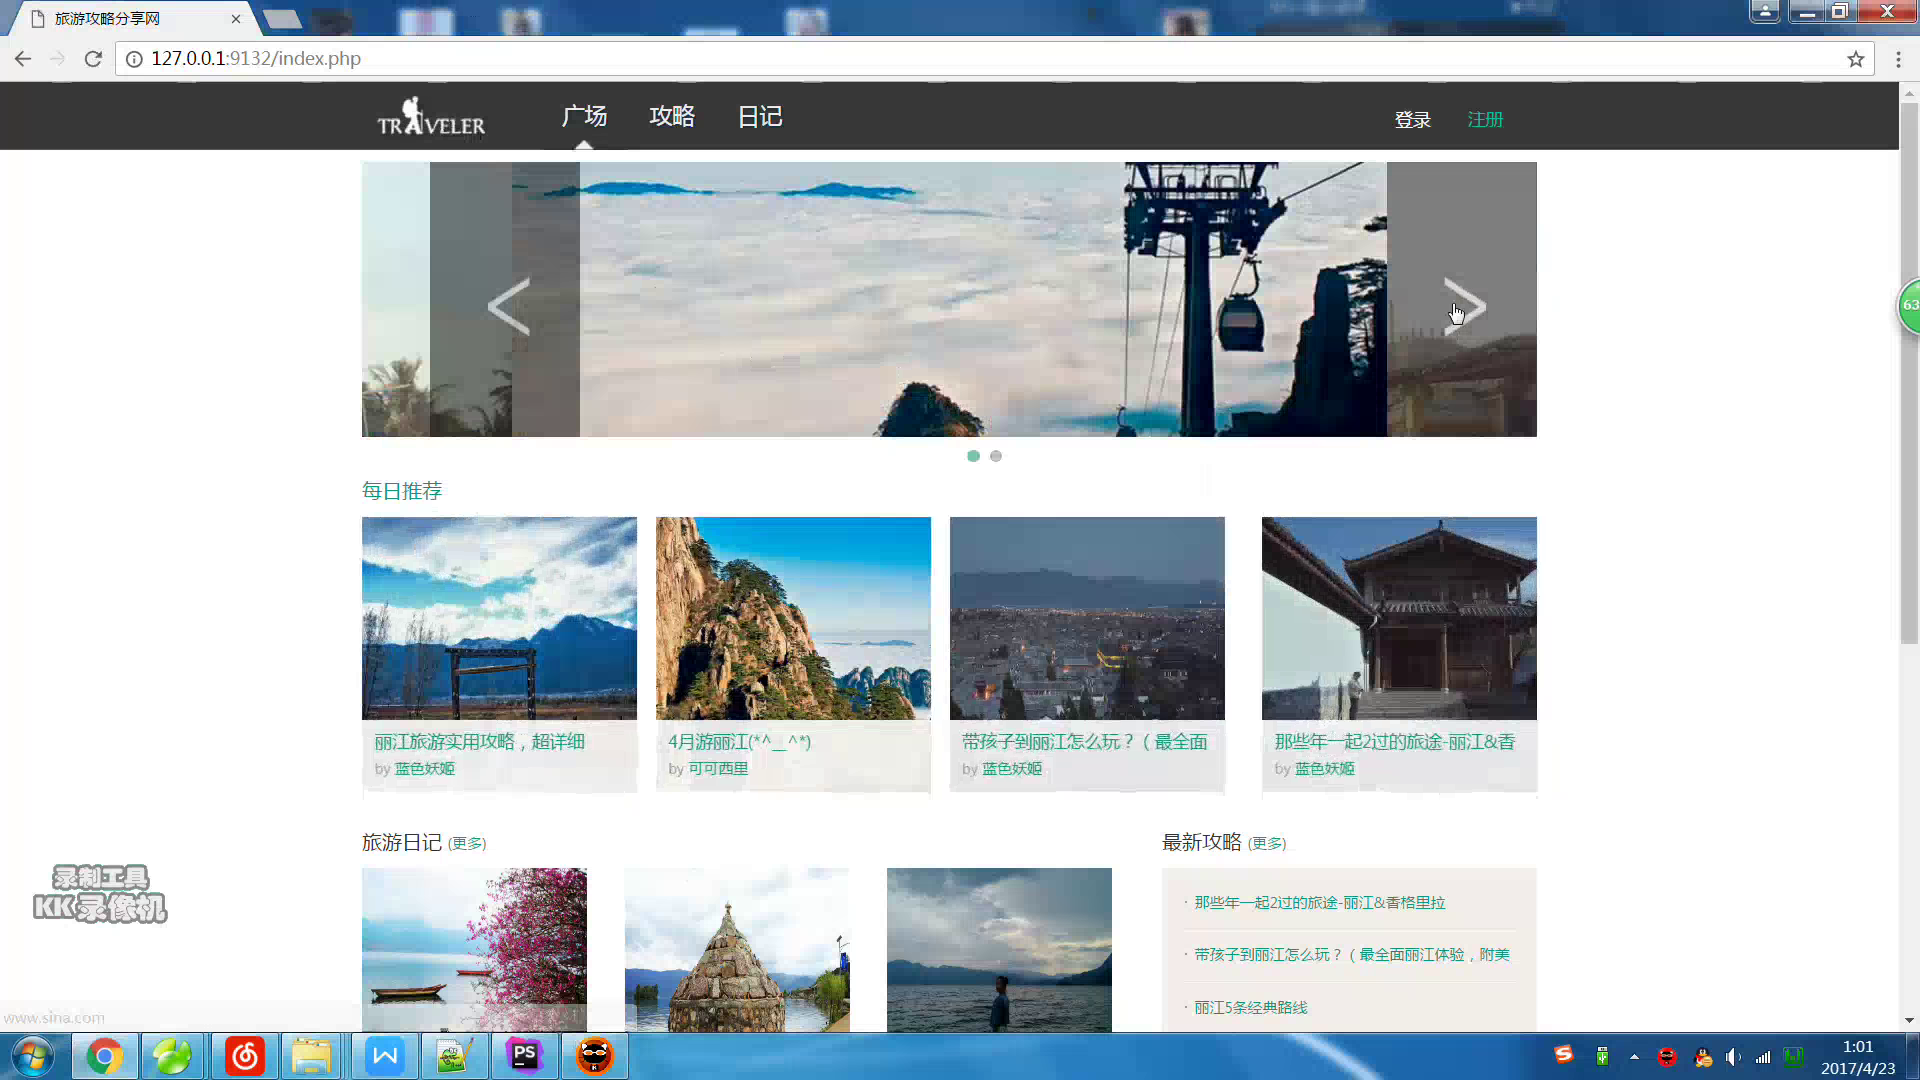 旅游攻略分享网
127.0.0.1:9132/index.php
TRAVELER
广场 攻略 日记
登录 注册
63
每日推荐
丽江旅游实用攻略，超详细
by 蓝色妖姬
4月游丽江(*^__^*)
by 可可西里
带孩子到丽江怎么玩？（最全面
by 蓝色妖姬
那些年一起2过的旅途-丽江&香
by 蓝色妖姬
旅游日记 (更多)
最新攻略 (更多)
· 那些年一起2过的旅途-丽江&香格里拉
· 带孩子到丽江怎么玩？（最全面丽江体验，附美
· 丽江5条经典路线
录制工具
KK录像机
www.sina.com
PS
1:01
2017/4/23